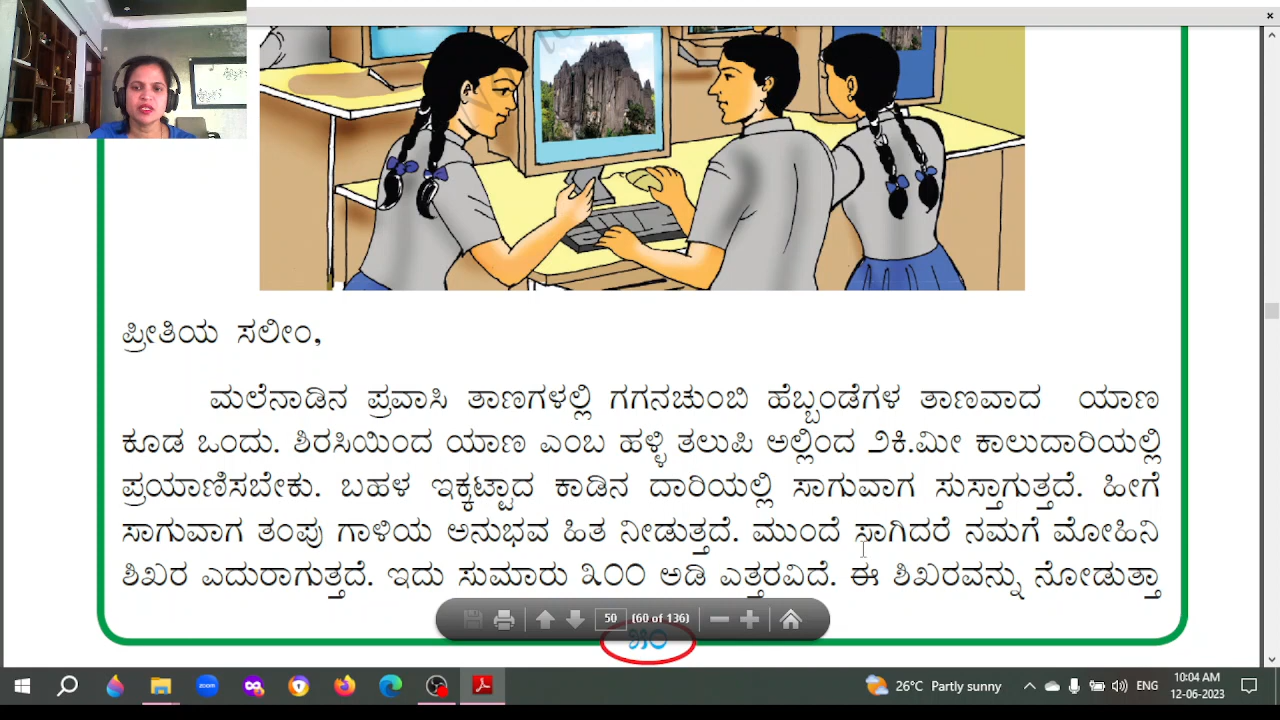 ಪ್ರೀತಿಯ ಸಲೀಂ,
ಮಲೆನಾಡಿನ ಪ್ರವಾಸಿ ತಾಣಗಳಲ್ಲಿ ಗಗನಚುಂಬಿ ಹೆಬ್ಬಂಡೆಗಳ ತಾಣವಾದ ಯಾಣ
ಕೂಡ ಒಂದು. ಶಿರಸಿಯಿಂದ ಯಾಣ ಎಂಬ ಹಳ್ಳಿ ತಲುಪಿ ಅಲ್ಲಿಂದ ೨ಕಿ.ಮೀ ಕಾಲುದಾರಿಯಲ್ಲಿ
ಪ್ರಯಾಣಿಸಬೇಕು. ಬಹಳ ಇಕ್ಕಟ್ಟಾದ ಕಾಡಿನ ದಾರಿಯಲ್ಲಿ ಸಾಗುವಾಗ ಸುಸ್ತಾಗುತ್ತದೆ. ಹೀಗೆ
ಸಾಗುವಾಗ ತಂಪು ಗಾಳಿಯ ಅನುಭವ ಹಿತ ನೀಡುತ್ತದೆ. ಮುಂದೆ ಸಾಗಿದರೆ ನಮಗೆ ಮೋಹಿನಿ
ಶಿಖರ ಎದುರಾಗುತ್ತದೆ. ಇದು ಸುಮಾರು ೩೦೦ ಅಡಿ ಎತ್ತರವಿದೆ. ಈ ಶಿಖರವನ್ನು ನೋಡುತ್ತಾ
50 (60 of 136)
೫೦
zoom
26°C Partly sunny
ENG
10:04 AM
12-06-2023